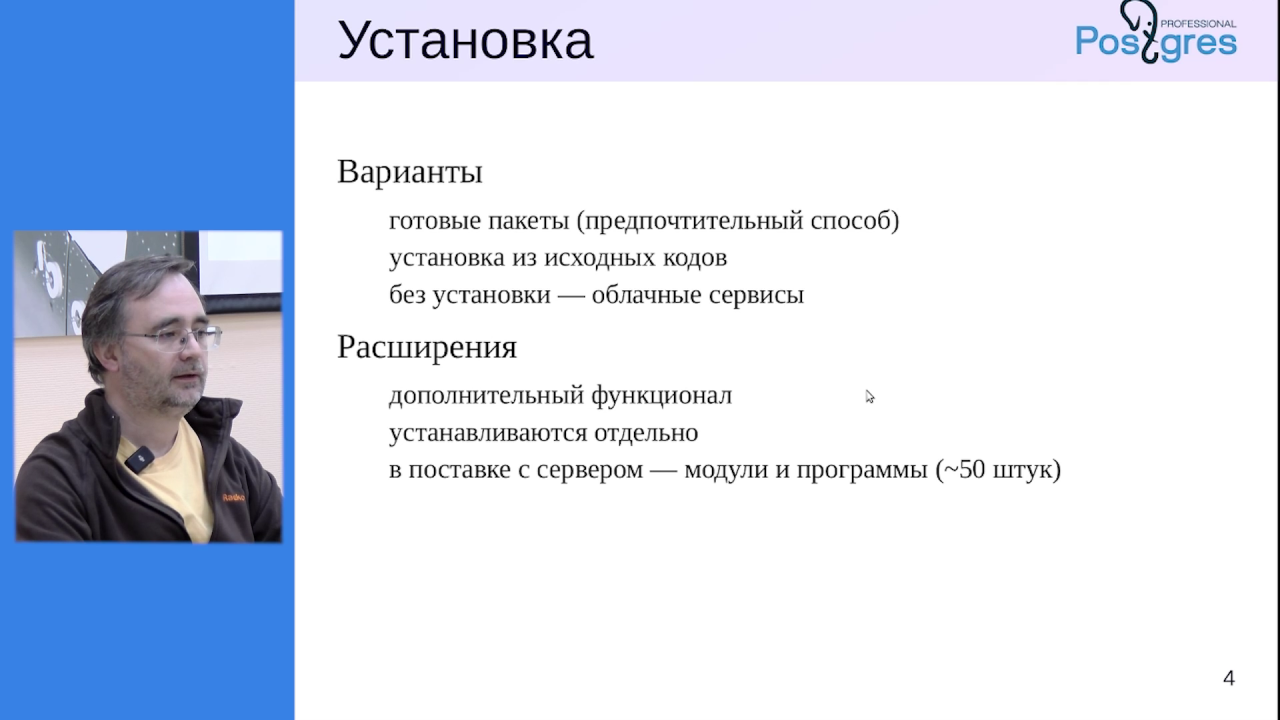 Установка
PROFESSIONAL
Postgres
Варианты
готовые пакеты (предпочтительный способ)
установка из исходных кодов
без установки — облачные сервисы
Расширения
дополнительный функционал
устанавливаются отдельно
в поставке с сервером — модули и программы (~50 штук)
4